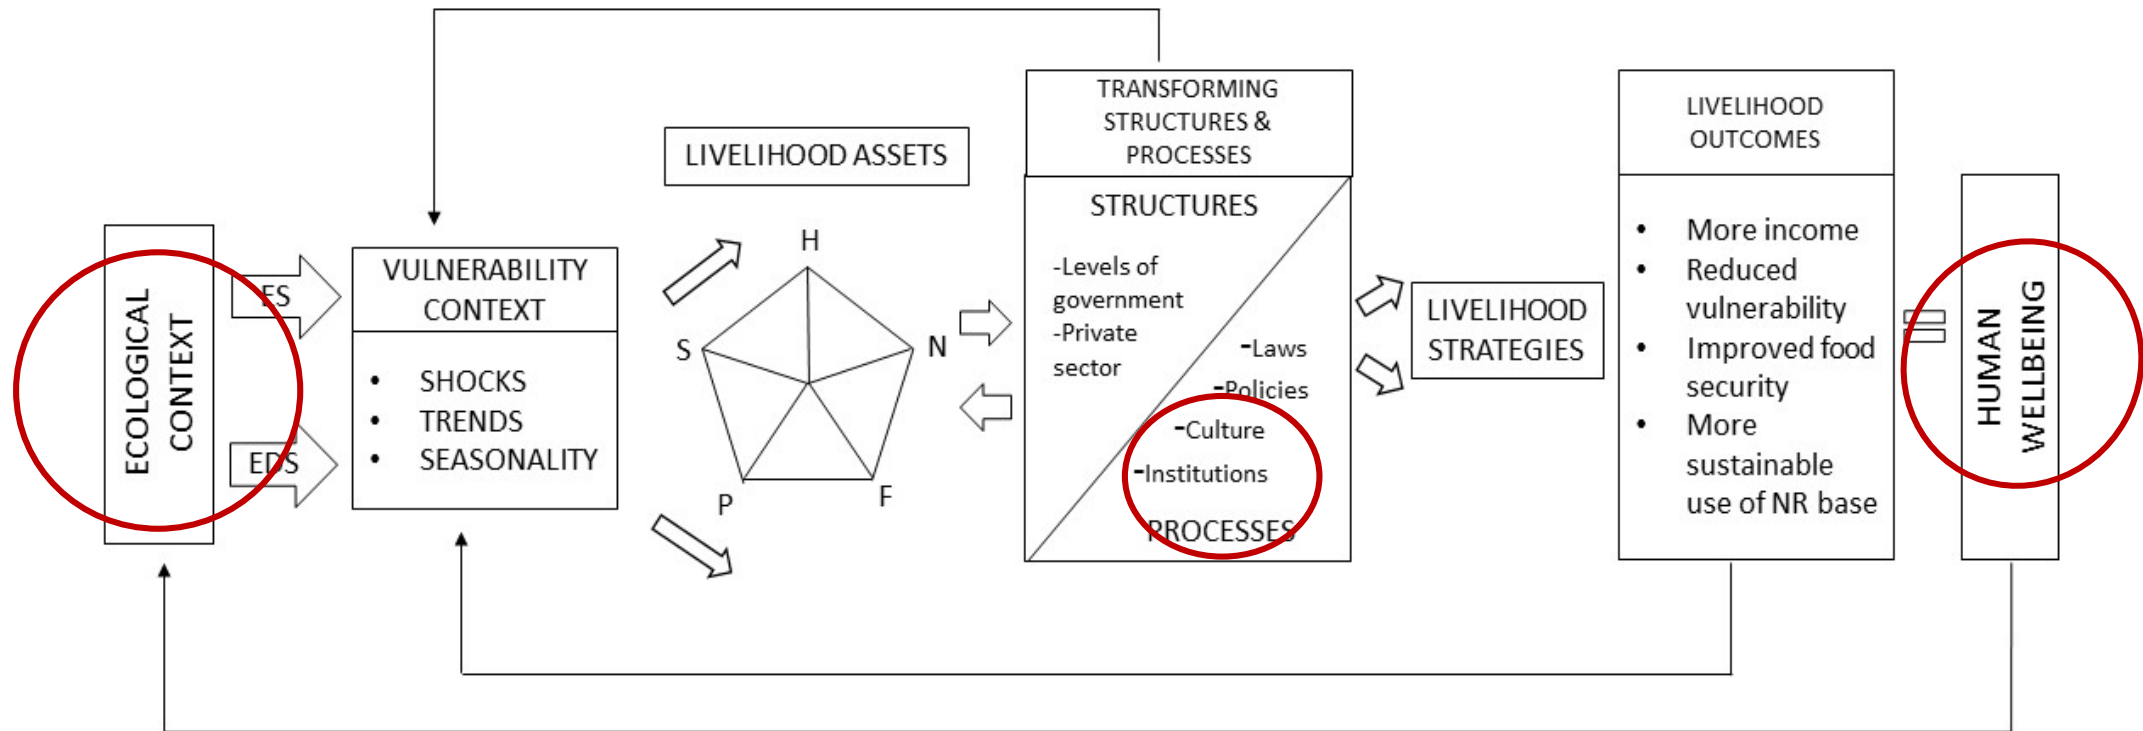 ECOLOGICAL
CONTEXT
ES
EDS
VULNERABILITY
CONTEXT
• SHOCKS
• TRENDS
• SEASONALITY
LIVELIHOOD ASSETS
H
S
N
P
F
TRANSFORMING
STRUCTURES &
PROCESSES
STRUCTURES
-Levels of
government
-Private
sector
-Laws
-Policies
-Culture
-Institutions
PROCESSES
LIVELIHOOD
STRATEGIES
LIVELIHOOD
OUTCOMES
• More income
• Reduced
vulnerability
• Improved food
security
• More
sustainable
use of NR base
=
HUMAN
WELLBEING